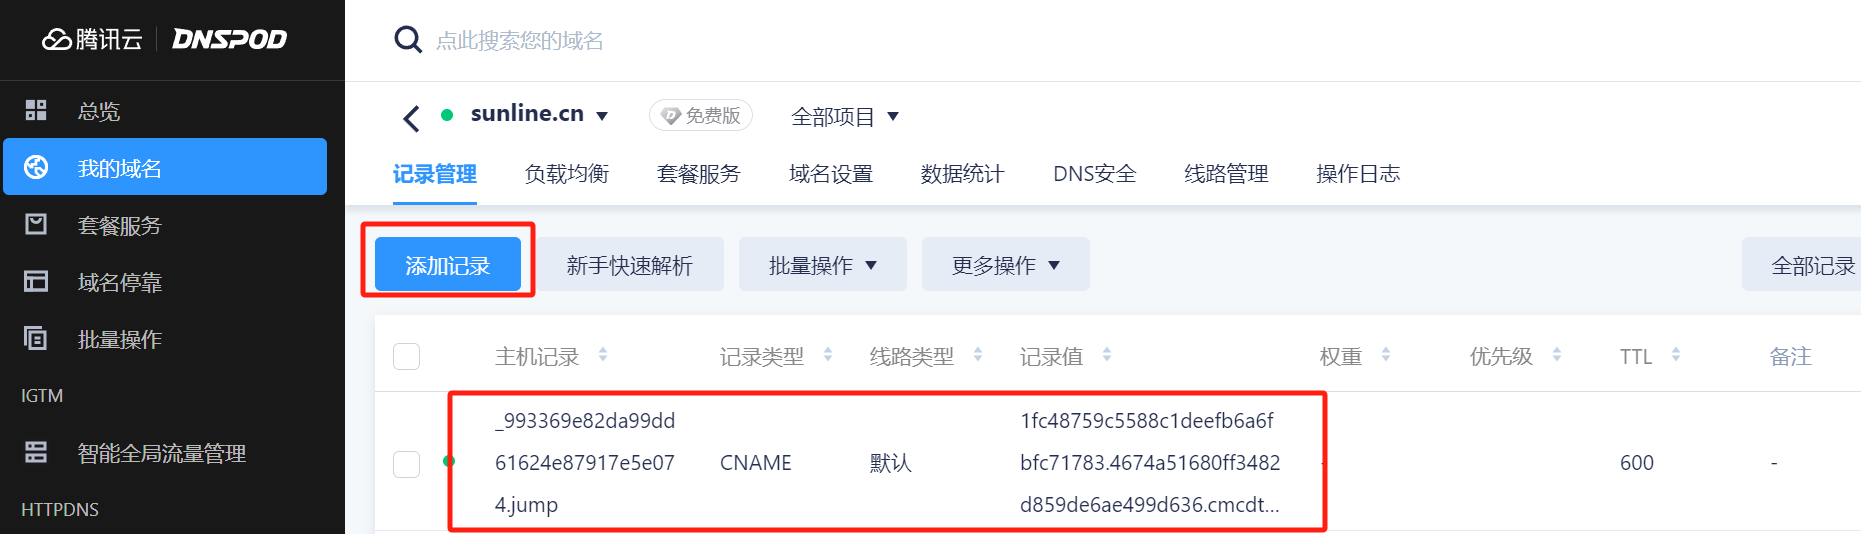 腾讯云 DNSPOD
点此搜索您的域名
总览
我的域名
套餐服务
域名停靠
批量操作
IGTM
智能全局流量管理
HTTPDNS
sunline.cn 免费版 全部项目
记录管理 负载均衡 套餐服务 域名设置 数据统计 DNS安全 线路管理 操作日志
添加记录 新手快速解析 批量操作 更多操作 全部记录
主机记录 记录类型 线路类型 记录值 权重 优先级 TTL 备注
_993369e82da99dd
61624e87917e5e07
4.jump
CNAME
默认
1fc48759c5588c1deefb6a6f
bfc71783.4674a51680ff3482
d859de6ae499d636.cmcdt...
-
600
-